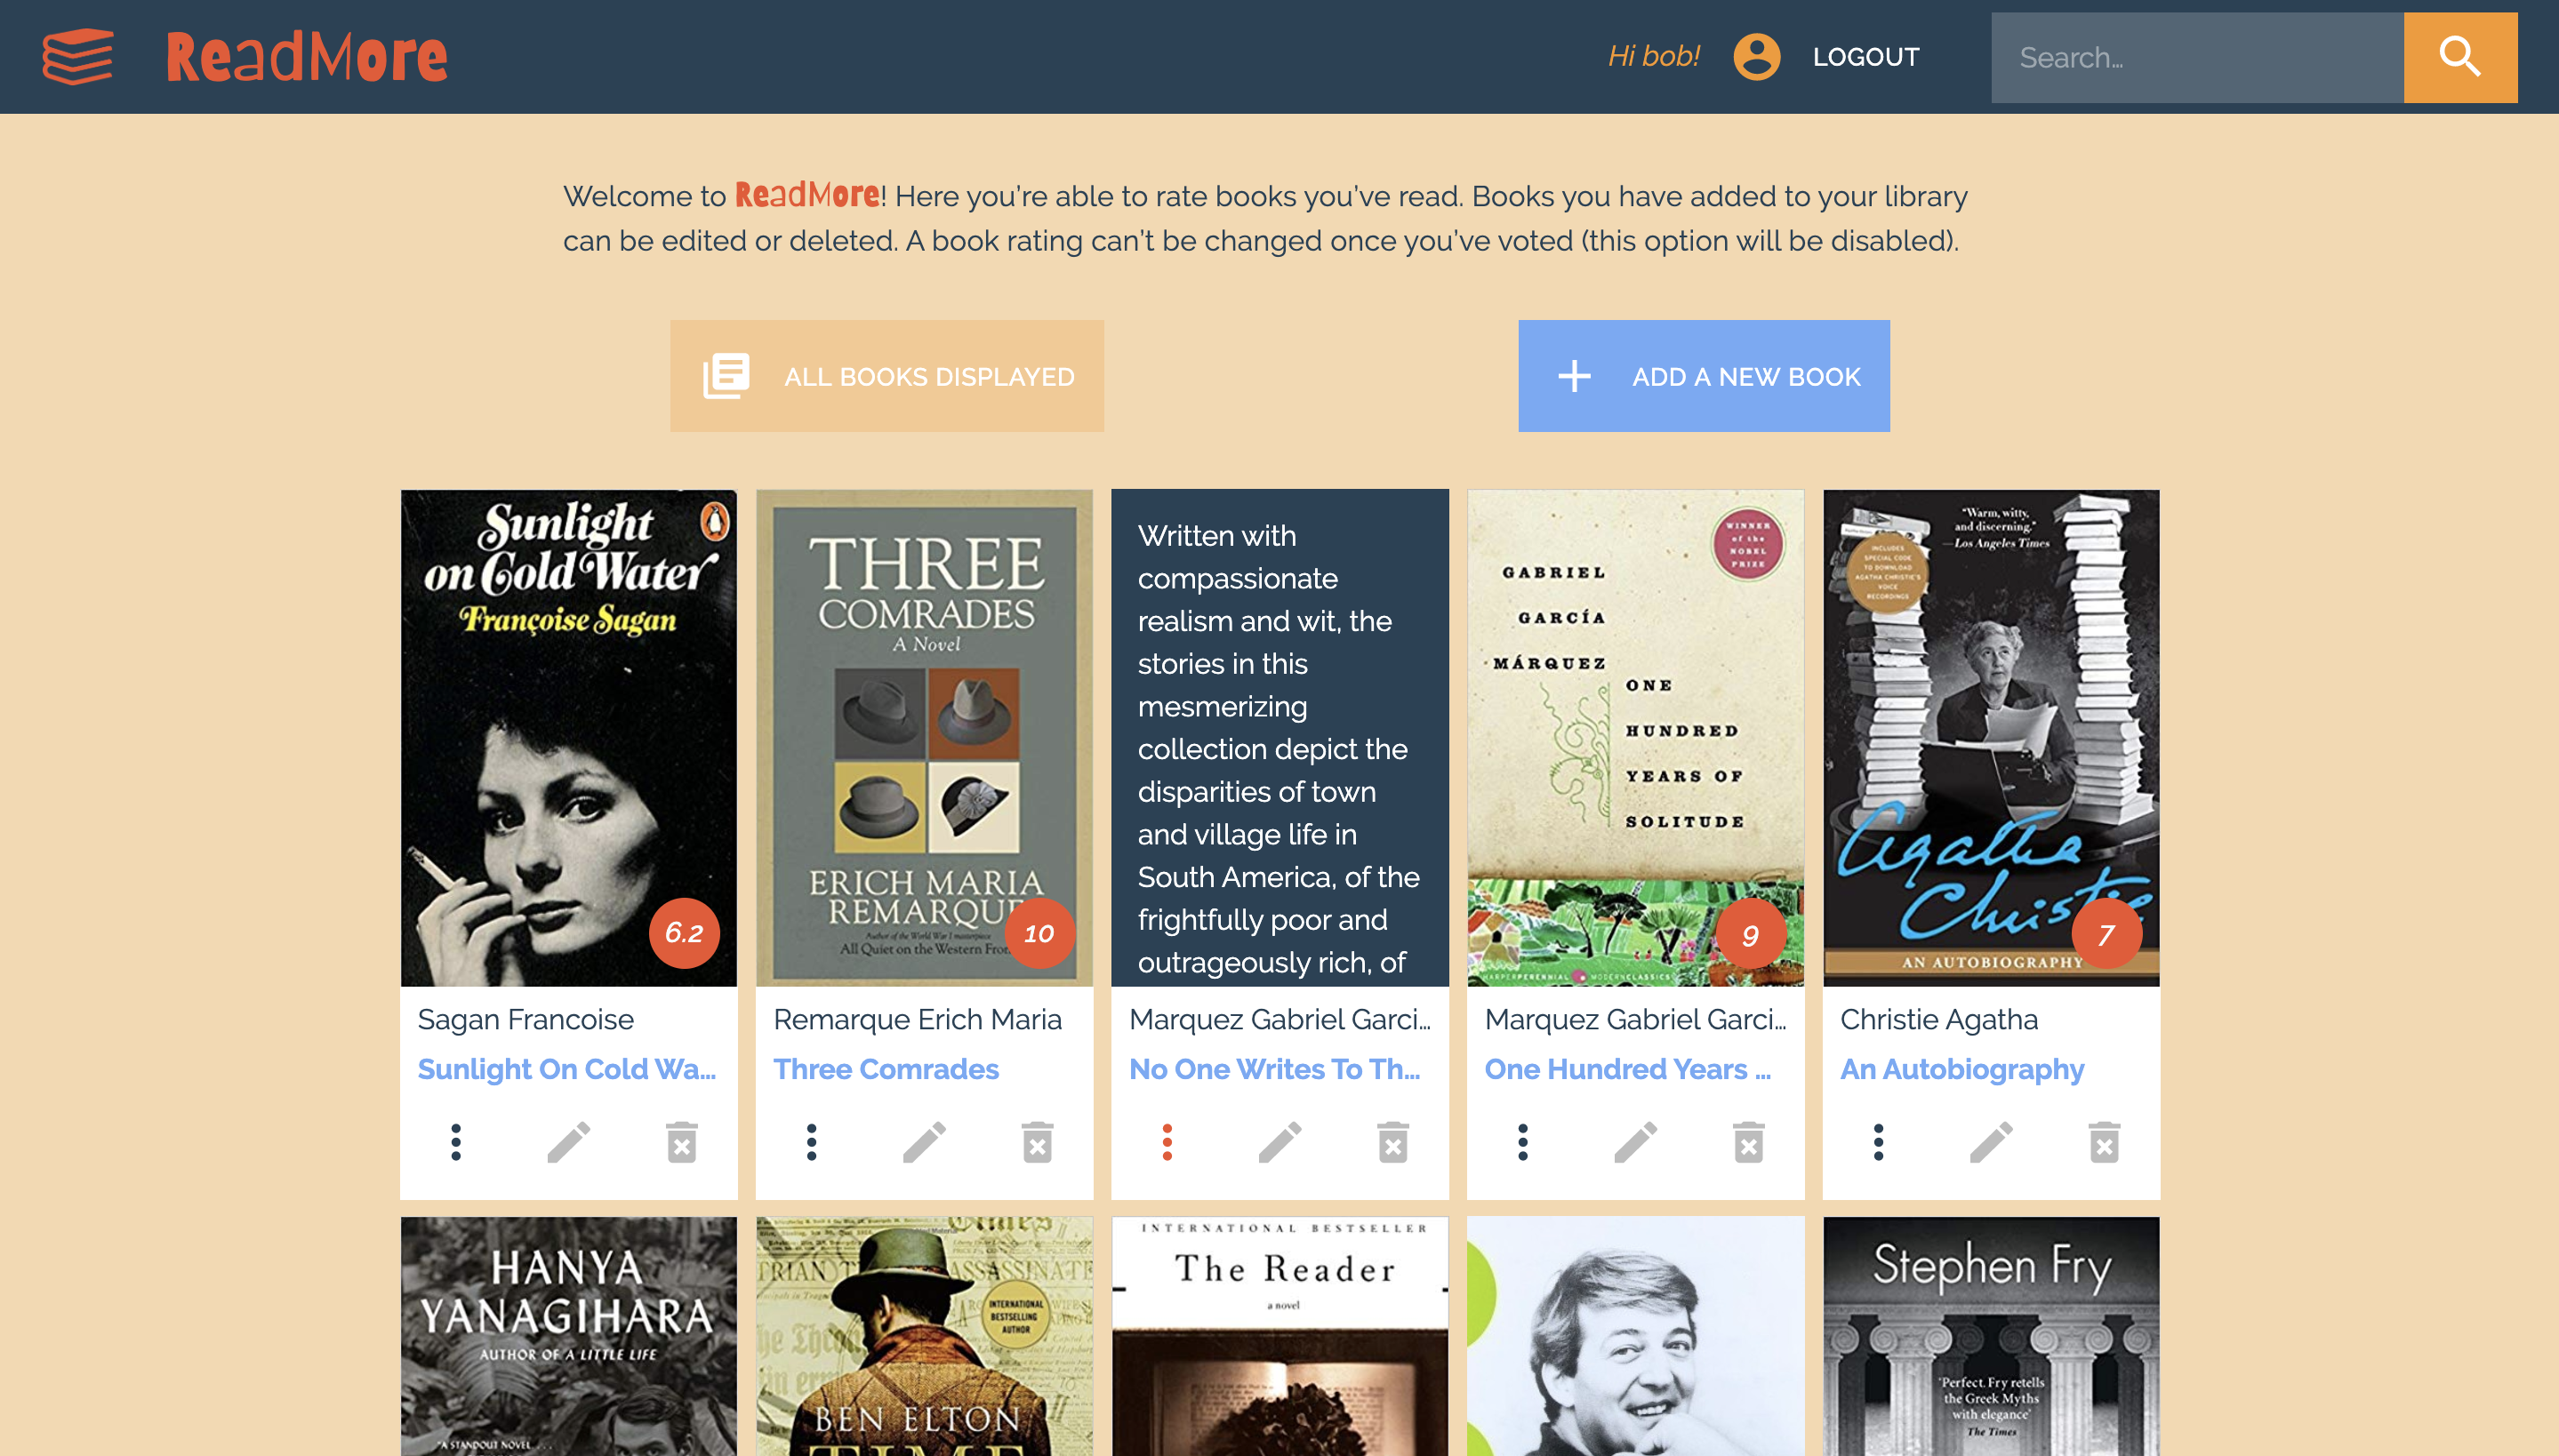 ReadMore
Hi bob!
LOGOUT
Search...
Welcome to ReadMore! Here you're able to rate books you've read. Books you have added to your library
can be edited or deleted. A book rating can't be changed once you've voted (this option will be disabled).
ALL BOOKS DISPLAYED
ADD A NEW BOOK
Sunlight
on Cold Water
Françoise Sagan
6.2
Sagan Francoise
Sunlight On Cold Wa...
THREE
COMRADES
A Novel
ERICH MARIA
REMARQUE
Author of the World War I masterpiece
All Quiet on the Western Fron
10
Remarque Erich Maria
Three Comrades
Written with
compassionate
realism and wit, the
stories in this
mesmerizing
collection depict the
disparities of town
and village life in
South America, of the
frightfully poor and
outrageously rich, of
Marquez Gabriel Garci...
No One Writes To Th...
WINNER
of the
NOBEL
PRIZE
GABRIEL
GARCÍA
MÁRQUEZ
ONE
HUNDRED
YEARS OF
SOLITUDE
HARPERPERENNIAL MODERNCLASSICS
9
Marquez Gabriel Garci...
One Hundred Years ...
"Warm, witty,
and discerning."
—Los Angeles Times
INCLUDES
SPECIAL CODE
TO DOWNLOAD
AGATHA CHRISTIE'S
VOICE
RECORDINGS
Agatha
Christie
AN AUTOBIOGRAPHY
7
Christie Agatha
An Autobiography
HANYA
YANAGIHARA
AUTHOR OF A LITTLE LIFE
"A STANDOUT NOVEL . . .
Times
TRIAN
ASSASSINATE
INTERNATIONAL
BESTSELLING
AUTHOR
BEN ELTON
TIME
INTERNATIONAL BESTSELLER
The Reader
a novel
Stephen Fry
'Perfect. Fry retells
the Greek Myths
with elegance'
The Times